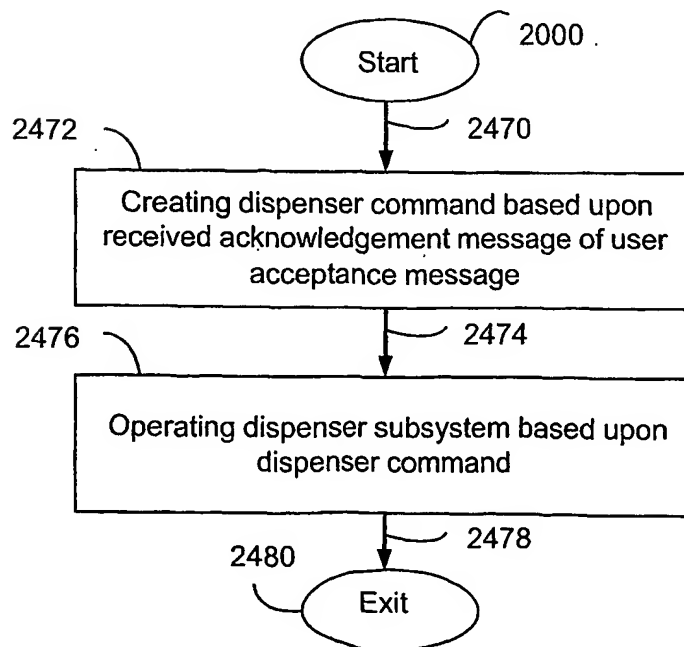 2000
Start
2472
2470
Creating dispenser command based upon
received acknowledgement message of user
acceptance message
2476
2474
Operating dispenser subsystem based upon
dispenser command
2478
2480
Exit